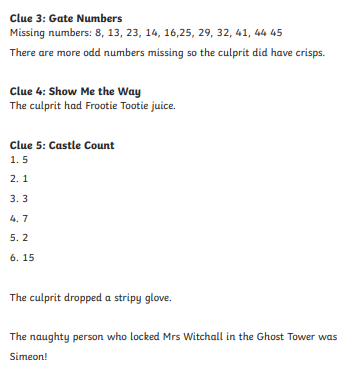 Clue 3: Gate Numbers
Missing numbers: 8, 13, 23, 14, 16,25, 29, 32, 41, 44 45
There are more odd numbers missing so the culprit did have crisps.
Clue 4: Show Me the Way
The culprit had Frootie Tootie juice.
Clue 5: Castle Count
1. 5
2. 1
3. 3
4. 7
5. 2
6. 15
The culprit dropped a stripy glove.
The naughty person who locked Mrs Witchall in the Ghost Tower was
Simeon!